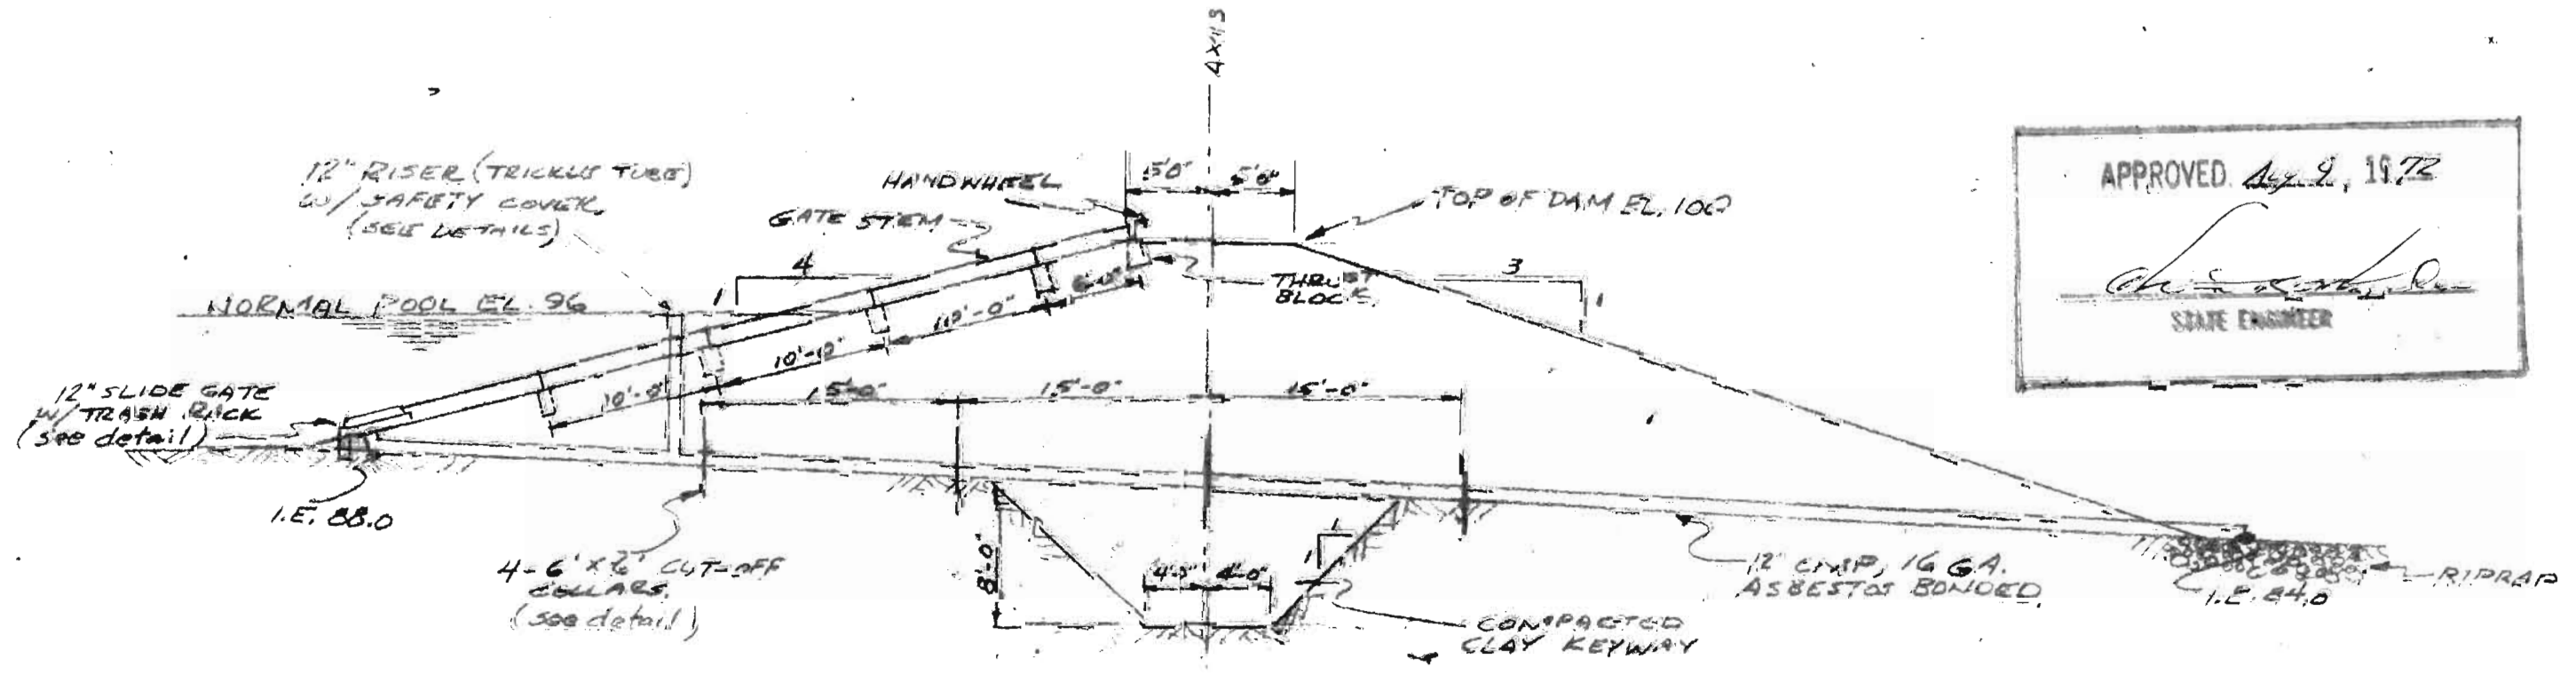 AXIS
12" RISER (TRICKLE TUBE)
W/ SAFETY COVER.
(SEE DETAILS)
HANDWHEEL
GATE STEM
5'0" 5'0"
TOP OF DAM EL. 100
APPROVED Aug 9, 1972
STATE ENGINEER
4
1
THRUST
BLOCK
3
1
NORMAL POOL EL. 96
6'-0"
10'-0"
10'-0"
10'-0"
15'-0" 15'-0" 15'-0"
12" SLIDE GATE
W/ TRASH RACK
(see detail)
I.E. 88.0
4-6' x 6' CUT-OFF
COLLARS.
(see detail)
8'-0"
4'-0" 4'-0"
1
1
COMPACTED
CLAY KEYWAY
12" CMP, 16 GA.
ASBESTOS BONDED
RIPRAP
I.E. 84.0